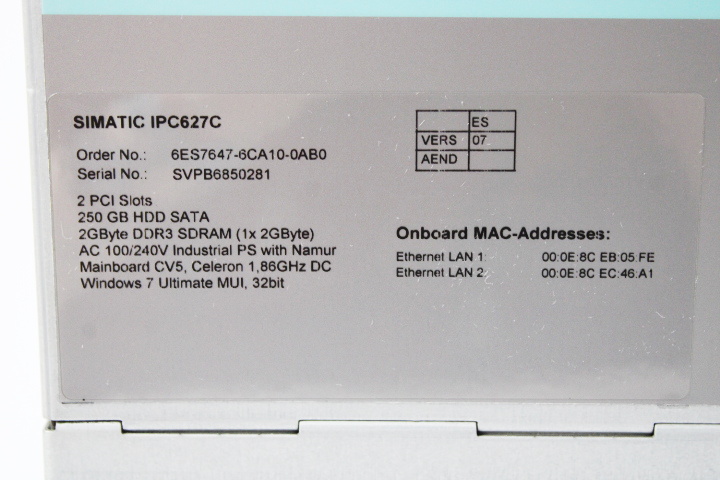 SIMATIC IPC627C
Order No.: 6ES7647-6CA10-0AB0
Serial No.: SVPB6850281
2 PCI Slots
250 GB HDD SATA
2GByte DDR3 SDRAM (1x 2GByte)
AC 100/240V Industrial PS with Namur
Mainboard CV5, Celeron 1,86GHz DC
Windows 7 Ultimate MUI, 32bit
ES
VERS 07
AEND
Onboard MAC-Addresses:
Ethernet LAN 1: 00:0E:8C EB:05:FE
Ethernet LAN 2: 00:0E:8C EC:46:A1